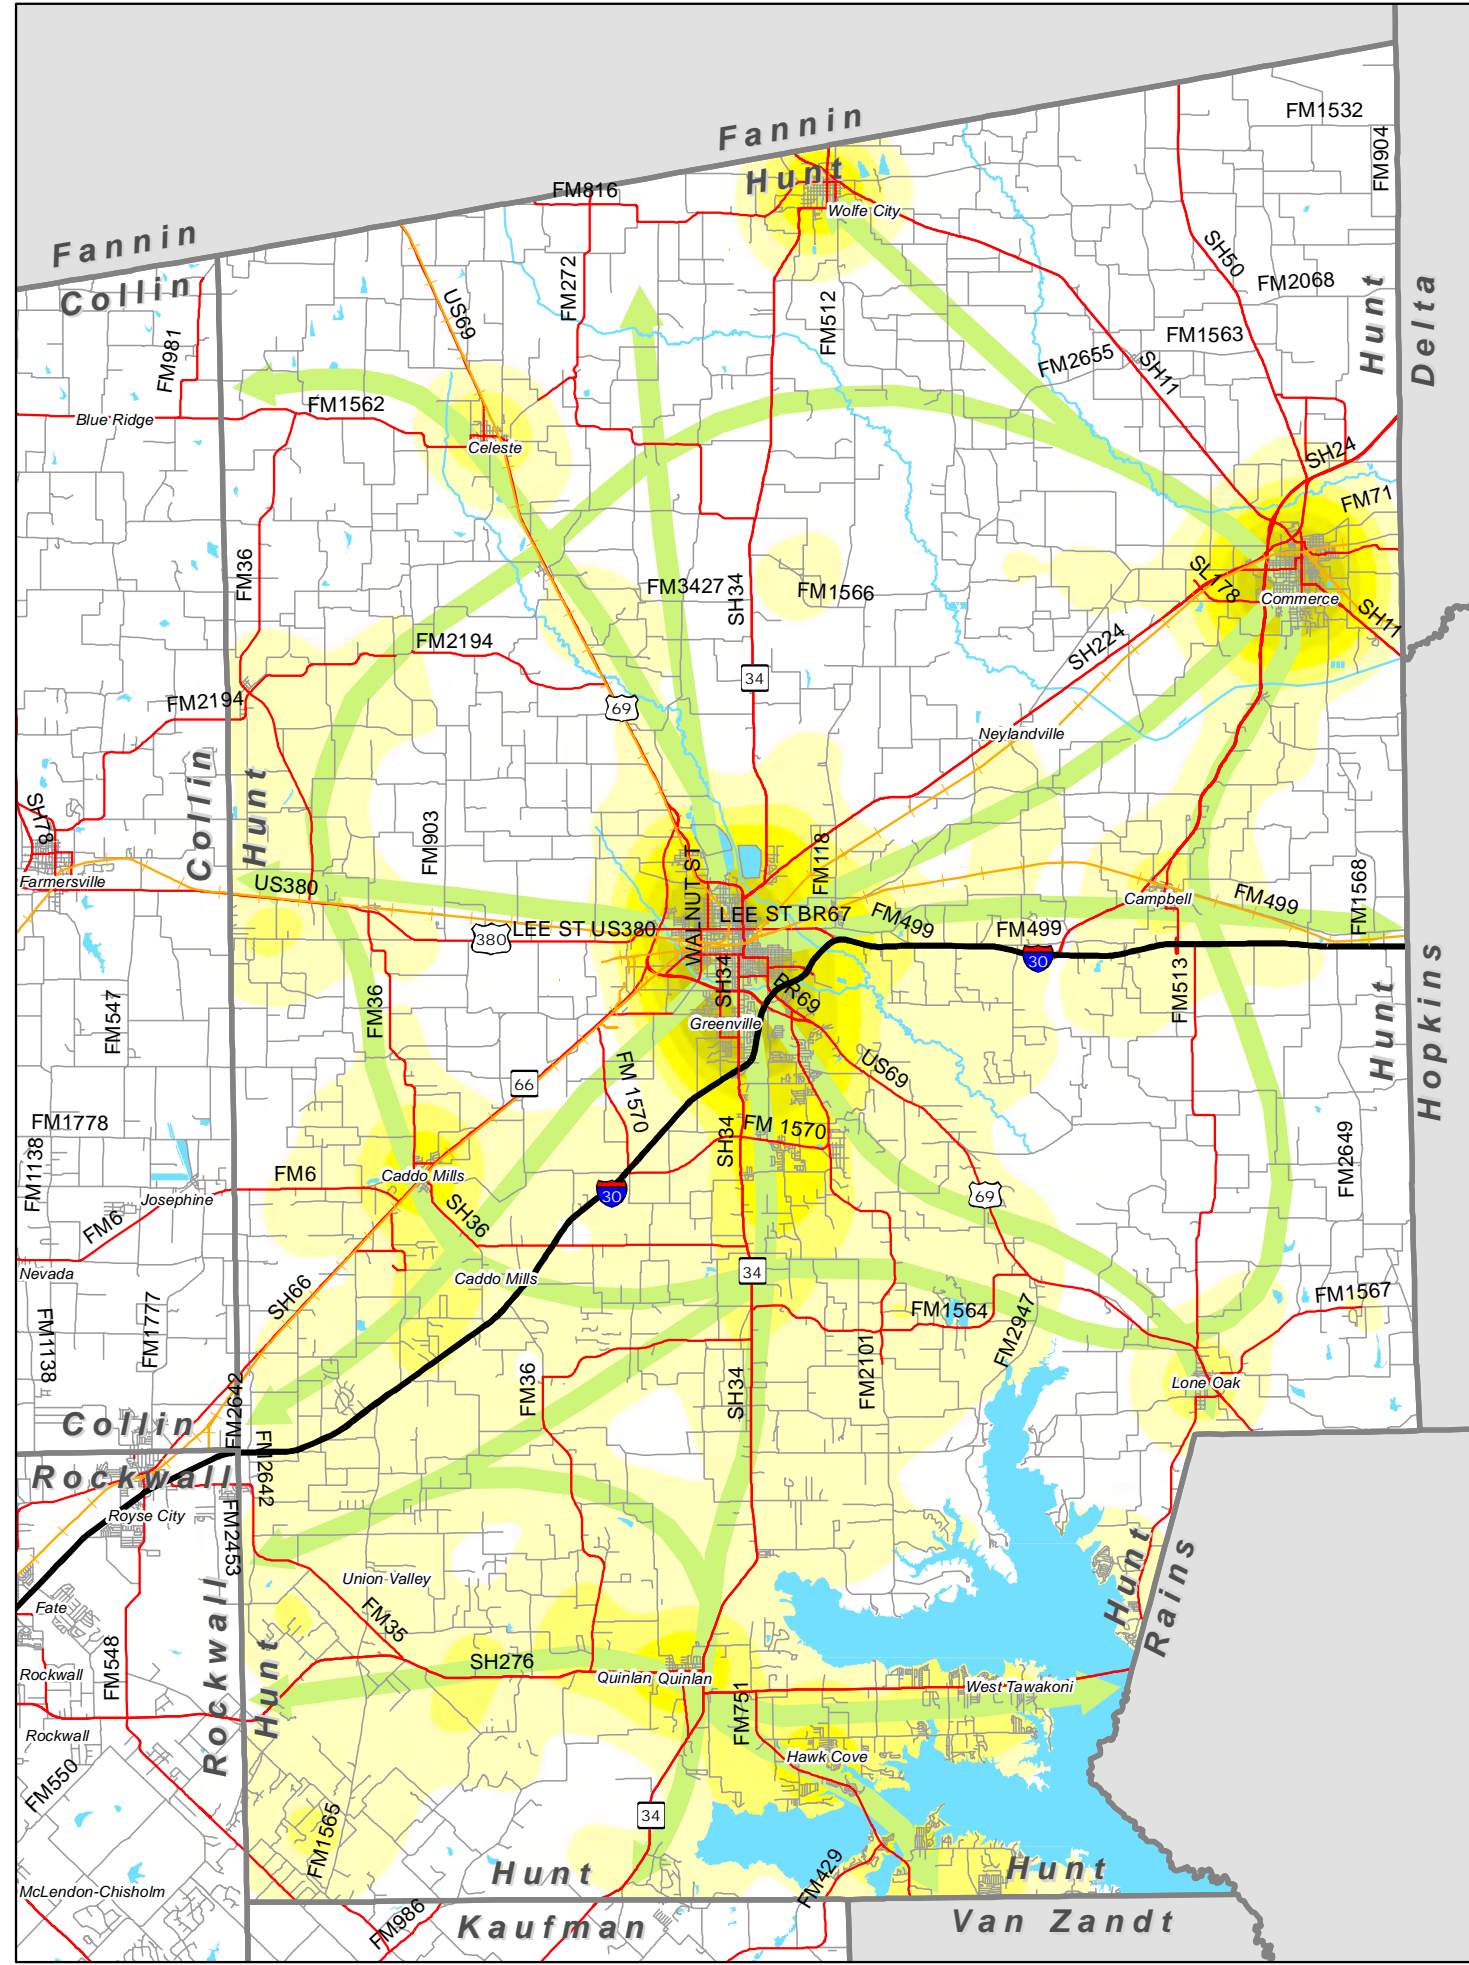 Fannin
Hunt
FM1532
FM904
FM816
Wolfe City
Fannin
Collin
SH50
FM2068
Hunt
Delta
US69
FM272
FM512
FM981
FM1563
FM2655
SH11
Blue Ridge
FM1562
Celeste
SH24
FM71
FM36
FM3427
SH34
FM1566
SL178
Commerce
SH11
FM2194
SH224
34
FM2194
69
Neylandville
Collin
Hunt
SH78
FM903
WALNUT ST
FM118
Farmersville
US380
Campbell
FM499
FM1568
LEE ST US380
LEE ST BR67
FM499
FM499
380
30
FM547
FM36
SH34
BR69
FM513
Hunt
Hopkins
Greenville
66
FM 1570
US69
FM1778
FM1138
SH34
FM 1570
FM2649
FM6
Caddo Mills
30
69
Josephine
FM6
SH36
Nevada
Caddo Mills
34
SH66
FM1567
FM1138
FM1777
FM1564
FM2947
FM2642
FM36
SH34
FM2101
Lone Oak
Collin
Rockwall
FM2642
Royse City
FM2453
Hunt
Rains
Union Valley
Fate
FM35
Rockwall
Hunt
Rockwall
FM548
SH276
Quinlan
Quinlan
West Tawakoni
FM751
Rockwall
Hawk Cove
FM550
34
FM1565
McLendon-Chisholm
Hunt
FM429
Hunt
FM986
Kaufman
Van Zandt